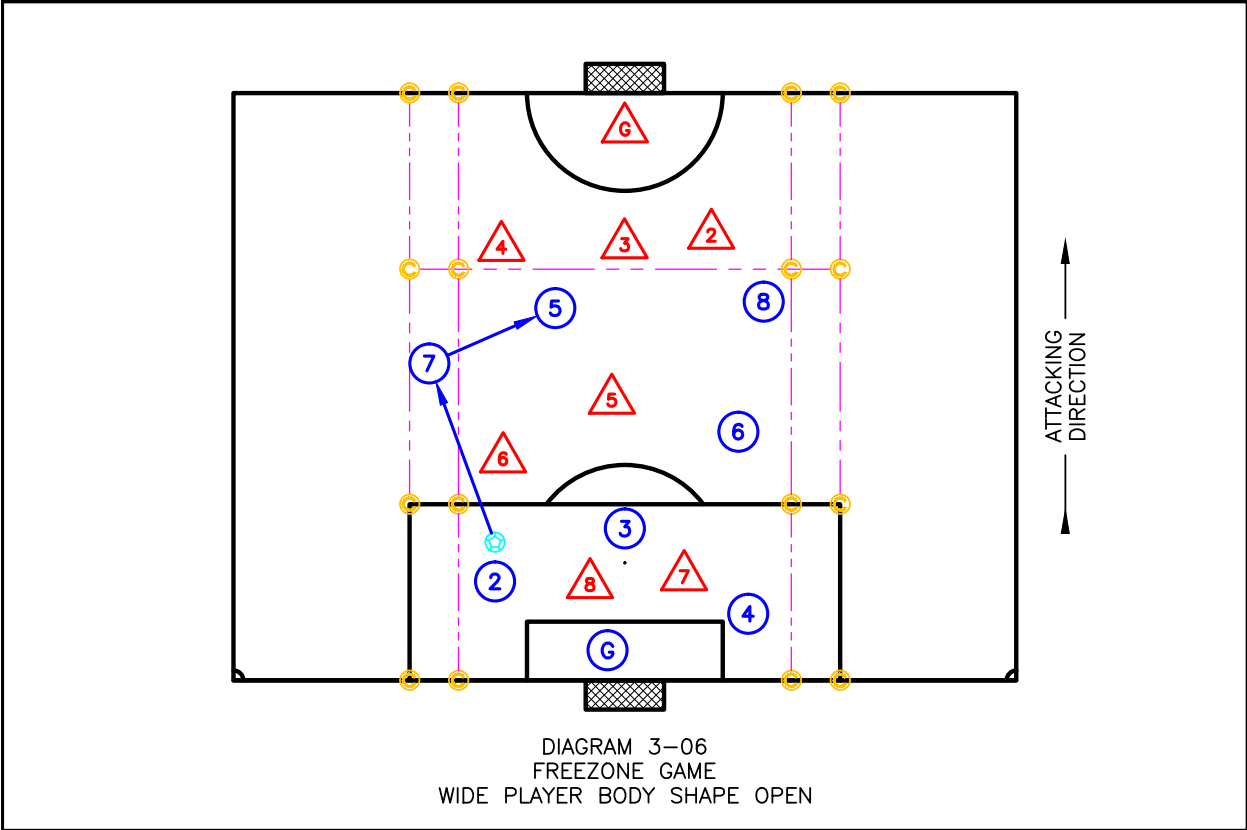 G
4
3
2
5
8
7
5
6
6
3
2
8
7
4
G
ATTACKING
DIRECTION
DIAGRAM 3-06
FREEZONE GAME
WIDE PLAYER BODY SHAPE OPEN